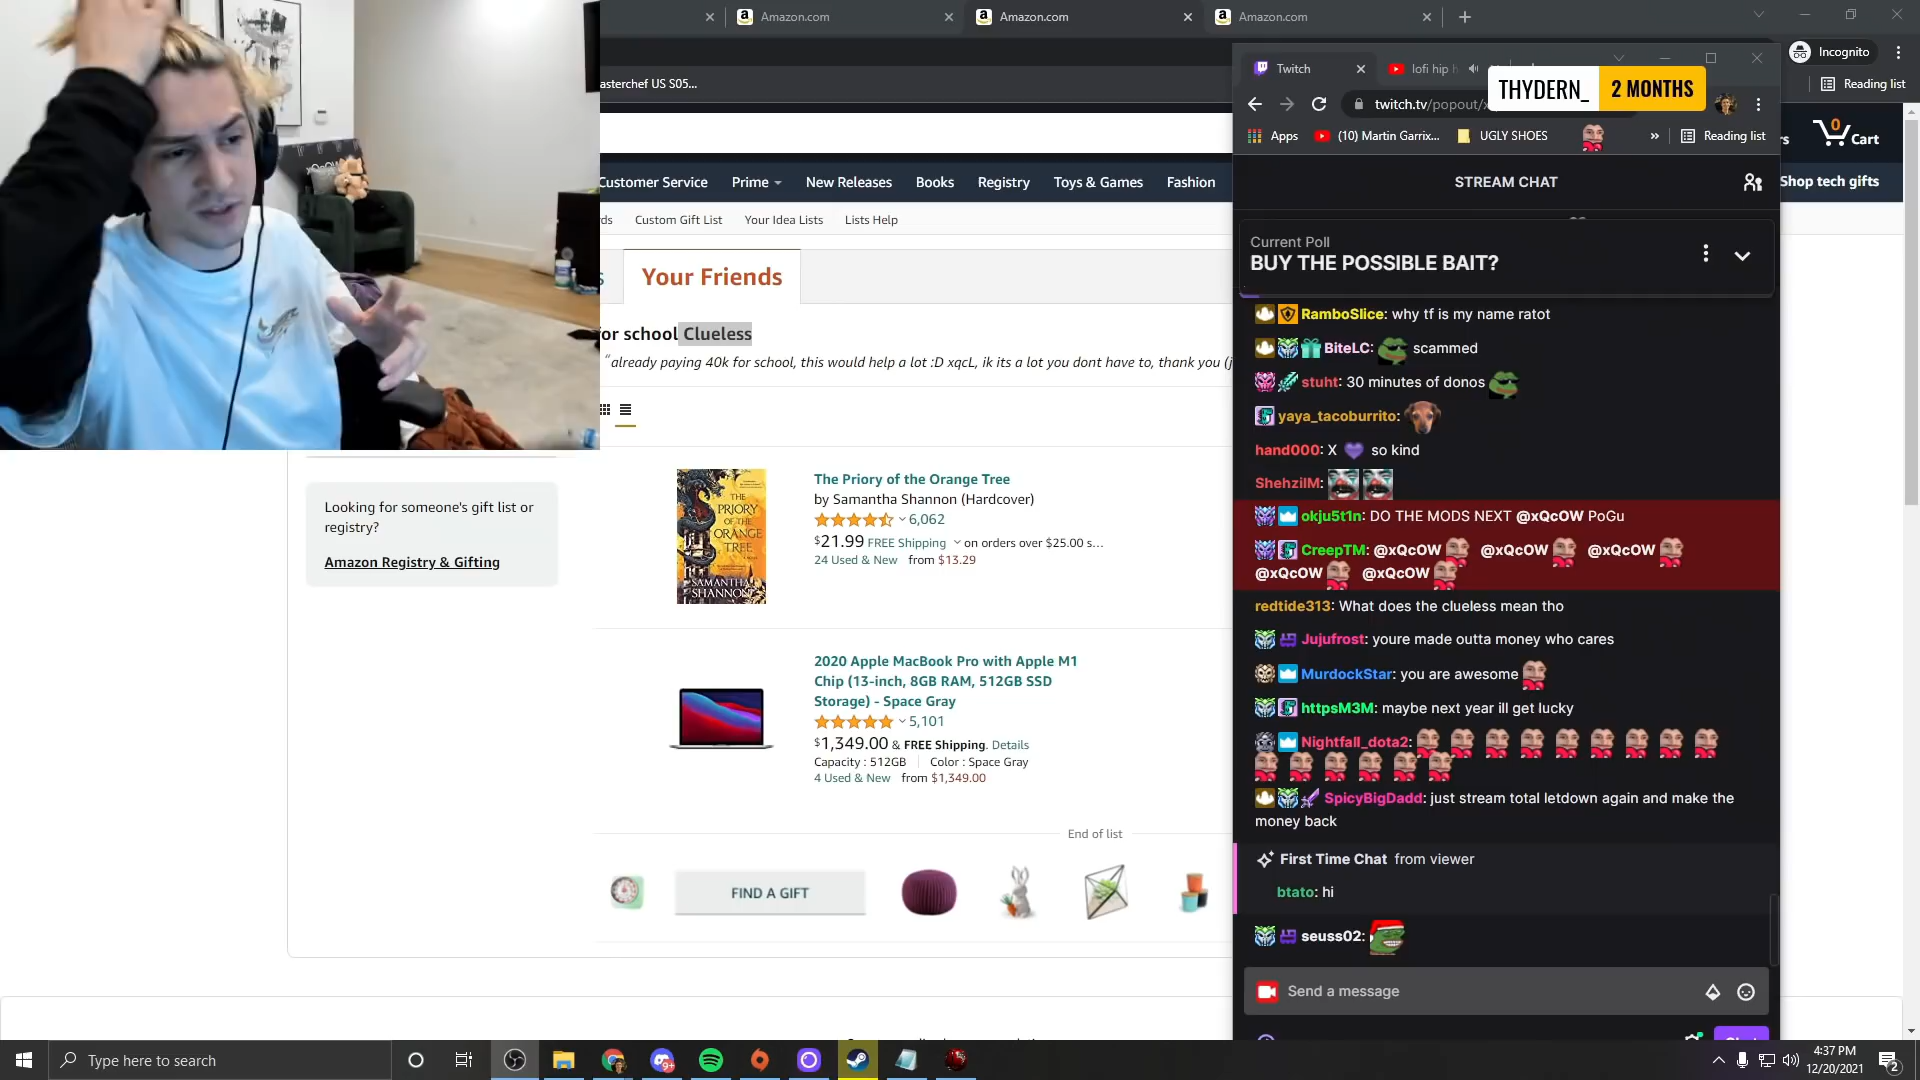 Amazon.com
Amazon.com
Amazon.com
Incognito
asterchef US S05...
Reading list
Twitch
lofi hip h
THYDERN_
2 MONTHS
twitch.tv/popout/x
Apps
(10) Martin Garrix...
UGLY SHOES
Reading list
0
Cart
Customer Service
Prime
New Releases
Books
Registry
Toys & Games
Fashion
Shop tech gifts
Custom Gift List
Your Idea Lists
Lists Help
Your Friends
or school Clueless
"already paying 40k for school, this would help a lot :D xqcL, ik its a lot you dont have to, thank you (j
Looking for someone's gift list or
registry?
Amazon Registry & Gifting
THE
PRIORY
OF THE
ORANGE
TREE
SAMANTHA
SHANNON
The Priory of the Orange Tree
by Samantha Shannon (Hardcover)
6,062
$21.99 FREE Shipping on orders over $25.00 s...
24 Used & New from $13.29
2020 Apple MacBook Pro with Apple M1
Chip (13-inch, 8GB RAM, 512GB SSD
Storage) - Space Gray
5,101
$1,349.00 & FREE Shipping. Details
Capacity : 512GB Color : Space Gray
4 Used & New from $1,349.00
End of list
FIND A GIFT
STREAM CHAT
Current Poll
BUY THE POSSIBLE BAIT?
RamboSlice: why tf is my name ratot
BiteLC: scammed
stuht: 30 minutes of donos
yaya_tacoburrito:
hand000: X so kind
ShehzilM:
okju5t1n: DO THE MODS NEXT @xQcOW PoGu
CreepTM: @xQcOW @xQcOW @xQcOW
@xQcOW @xQcOW
redtide313: What does the clueless mean tho
Jujufrost: youre made outta money who cares
MurdockStar: you are awesome
httpsM3M: maybe next year ill get lucky
Nightfall_dota2:
SpicyBigDadd: just stream total letdown again and make the
money back
First Time Chat from viewer
btato: hi
seuss02:
Send a message
Type here to search
9+
4:37 PM
12/20/2021
2